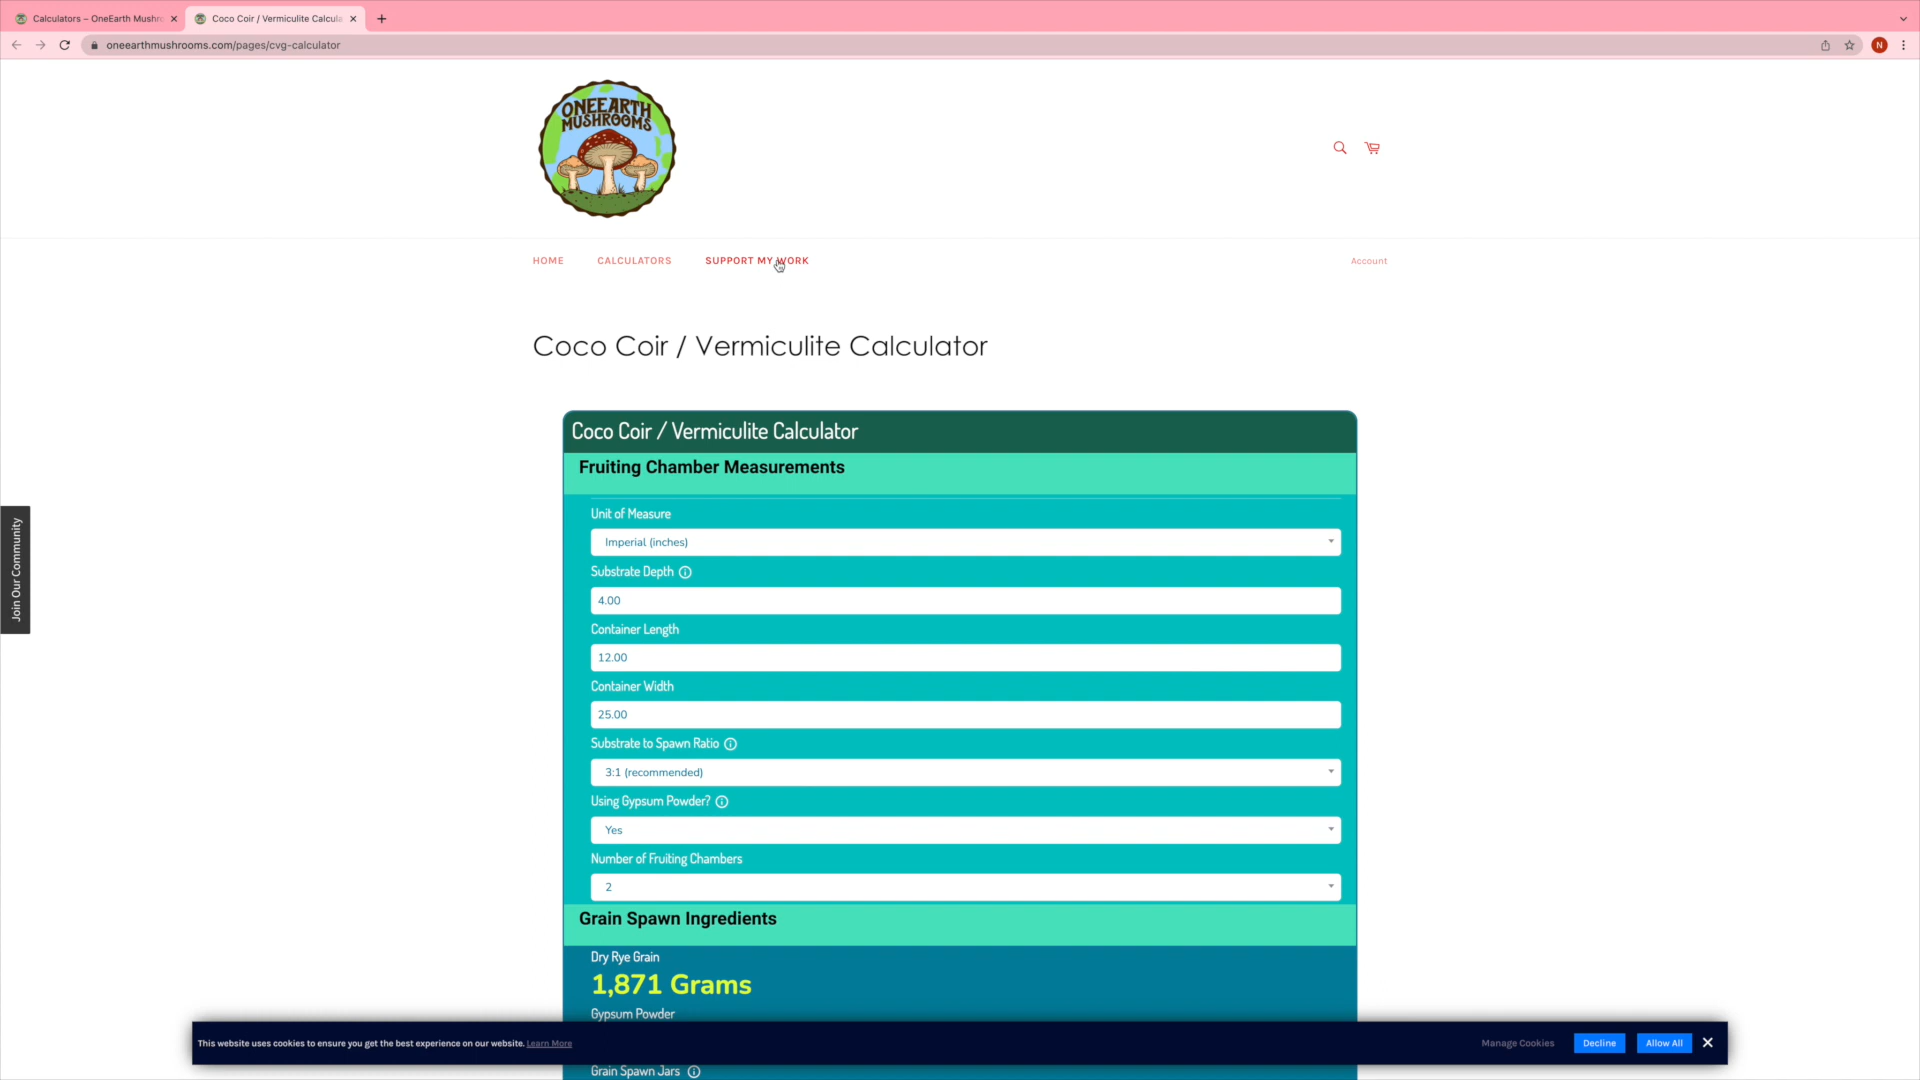 Calculators – OneEarth Mushr
Coco Coir / Vermiculite Calcula
oneearthmushrooms.com/pages/cvg-calculator
N
ONEEARTH
MUSHROOMS
HOME CALCULATORS SUPPORT MY WORK Account
Coco Coir / Vermiculite Calculator
Coco Coir / Vermiculite Calculator
Fruiting Chamber Measurements
Unit of Measure
Imperial (inches)
Substrate Depth
4.00
Container Length
12.00
Container Width
25.00
Substrate to Spawn Ratio
3:1 (recommended)
Using Gypsum Powder?
Yes
Number of Fruiting Chambers
2
Grain Spawn Ingredients
Dry Rye Grain
1,871 Grams
Gypsum Powder
Join Our Community
This website uses cookies to ensure you get the best experience on our website. Learn More
Manage Cookies Decline Allow All
Grain Spawn Jars